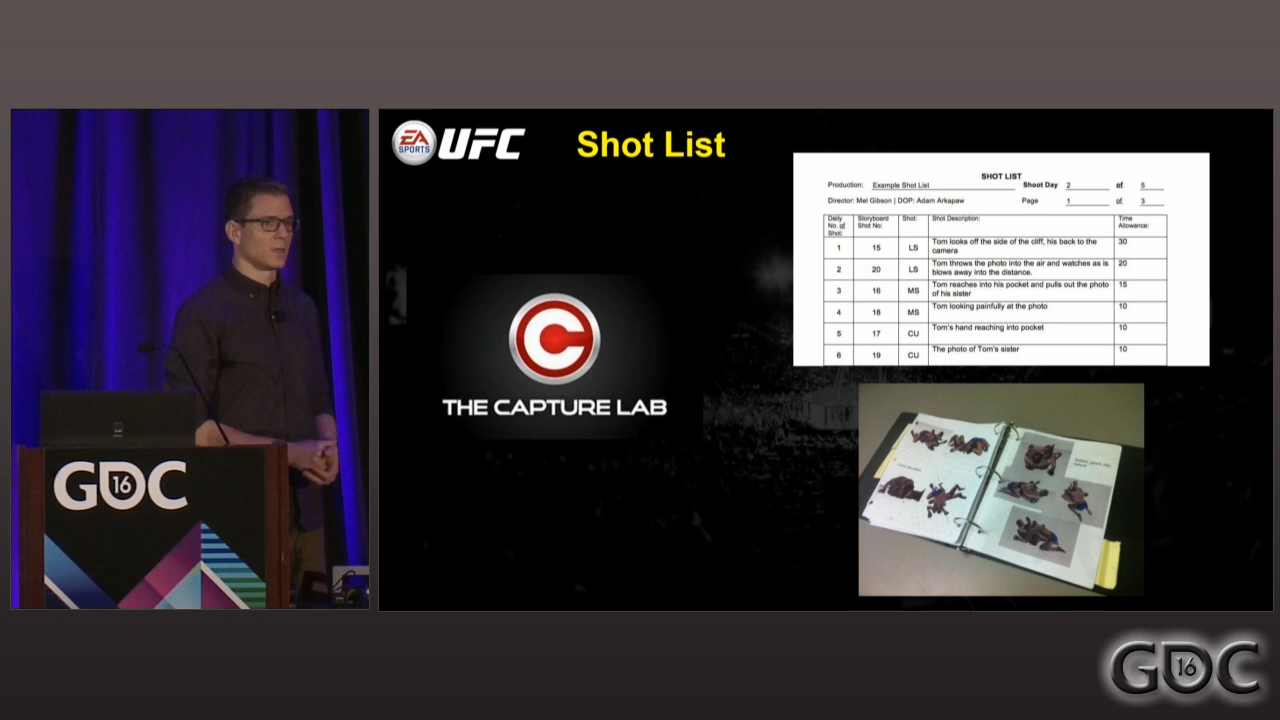 EA
SPORTS
UFC
Shot List
SHOT LIST
Production: Example Shot List Shoot Day 2 of 5
Director: Mel Gibson | DOP: Adam Arkapaw Page 1 of 3
Daily No. of Shot: Storyboard Shot No: Shot: Shot Description: Time Allowance:
1 15 LS Tom looks off the side of the cliff, his back to the camera 30
2 20 LS Tom throws the photo into the air and watches as is blows away into the distance. 20
3 16 MS Tom reaches into his pocket and pulls out the photo of his sister 15
4 18 MS Tom looking painfully at the photo 10
5 17 CU Tom's hand reaching into pocket 10
6 19 CU The photo of Tom's sister 10
C
THE CAPTURE LAB
GDC
16
GDC
16